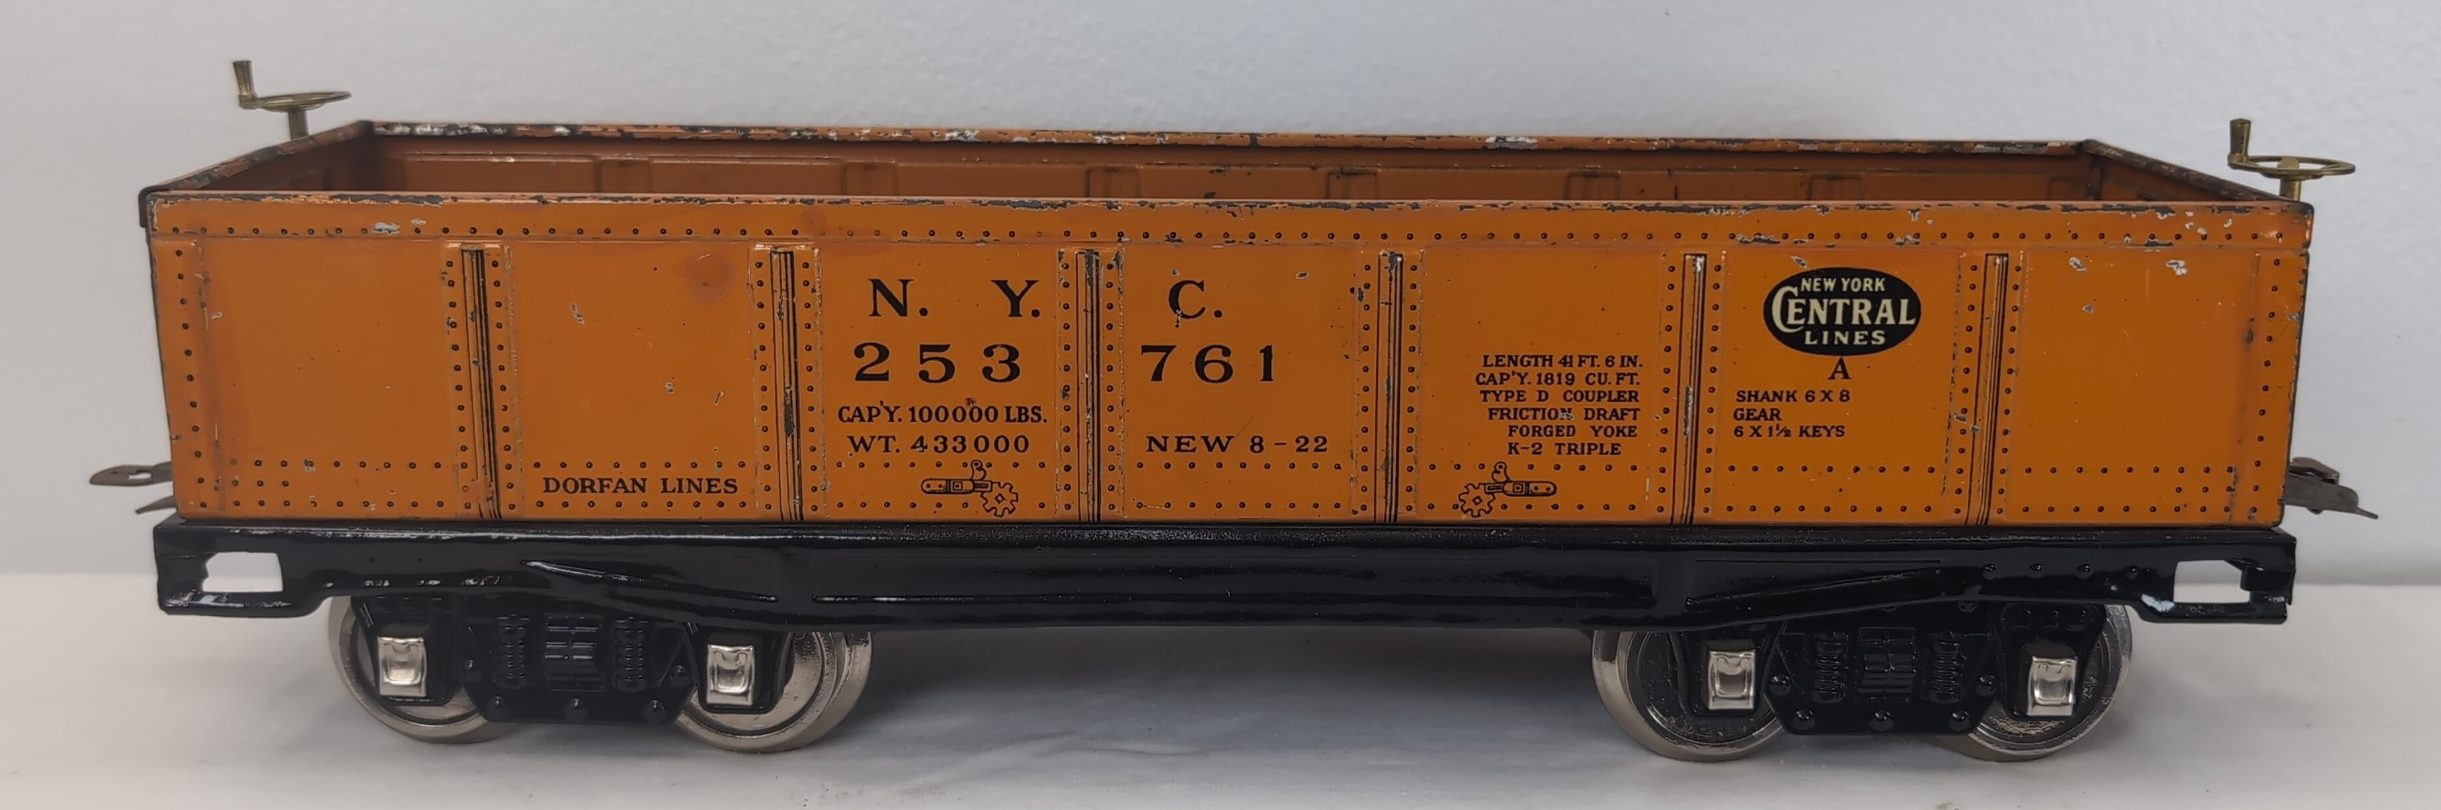 N. Y. C.
253 761
CAP'Y. 100000 LBS.
WT. 433000 NEW 8-22
DORFAN LINES
LENGTH 41 FT. 6 IN.
CAP'Y. 1819 CU. FT.
TYPE D COUPLER
FRICTION DRAFT
FORGED YOKE
K-2 TRIPLE
NEW YORK
CENTRAL
LINES
A
SHANK 6 X 8
GEAR
6 X 1½ KEYS